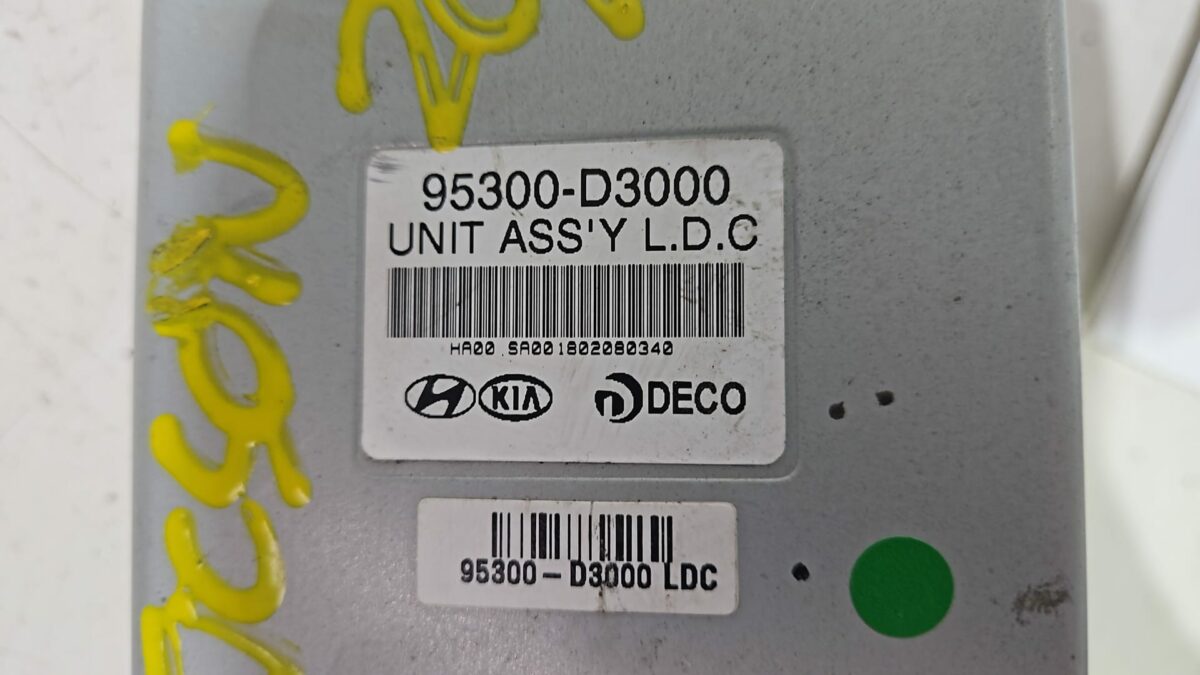 95300-D3000
UNIT ASS'Y L.D.C
HA00 SA001802080340
KIA DECO
95300-D3000 LDC